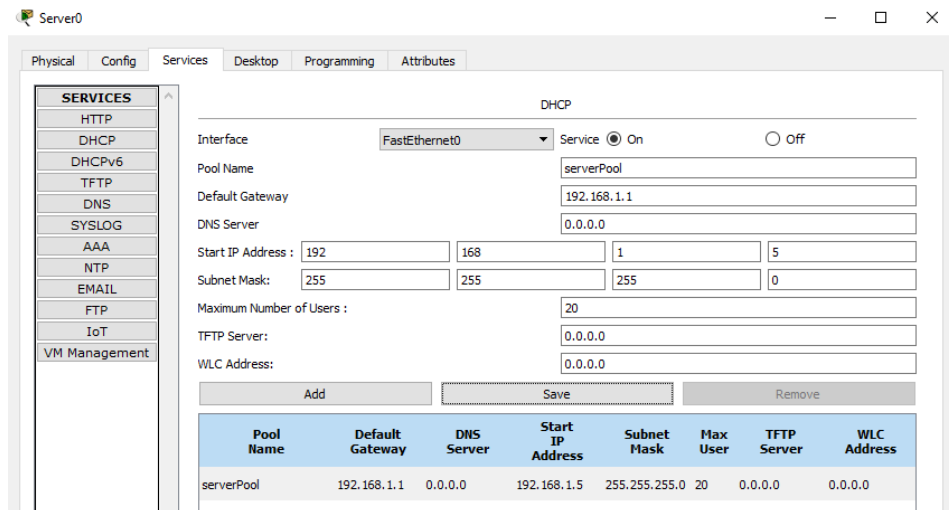 Server0
Physical Config Services Desktop Programming Attributes
SERVICES
HTTP
DHCP
DHCPv6
TFTP
DNS
SYSLOG
AAA
NTP
EMAIL
FTP
IoT
VM Management
DHCP
Interface FastEthernet0 Service On Off
Pool Name serverPool
Default Gateway 192.168.1.1
DNS Server 0.0.0.0
Start IP Address : 192 168 1 5
Subnet Mask: 255 255 255 0
Maximum Number of Users : 20
TFTP Server: 0.0.0.0
WLC Address: 0.0.0.0
Add Save Remove
Pool Name Default Gateway DNS Server Start IP Address Subnet Mask Max User TFTP Server WLC Address
serverPool 192.168.1.1 0.0.0.0 192.168.1.5 255.255.255.0 20 0.0.0.0 0.0.0.0